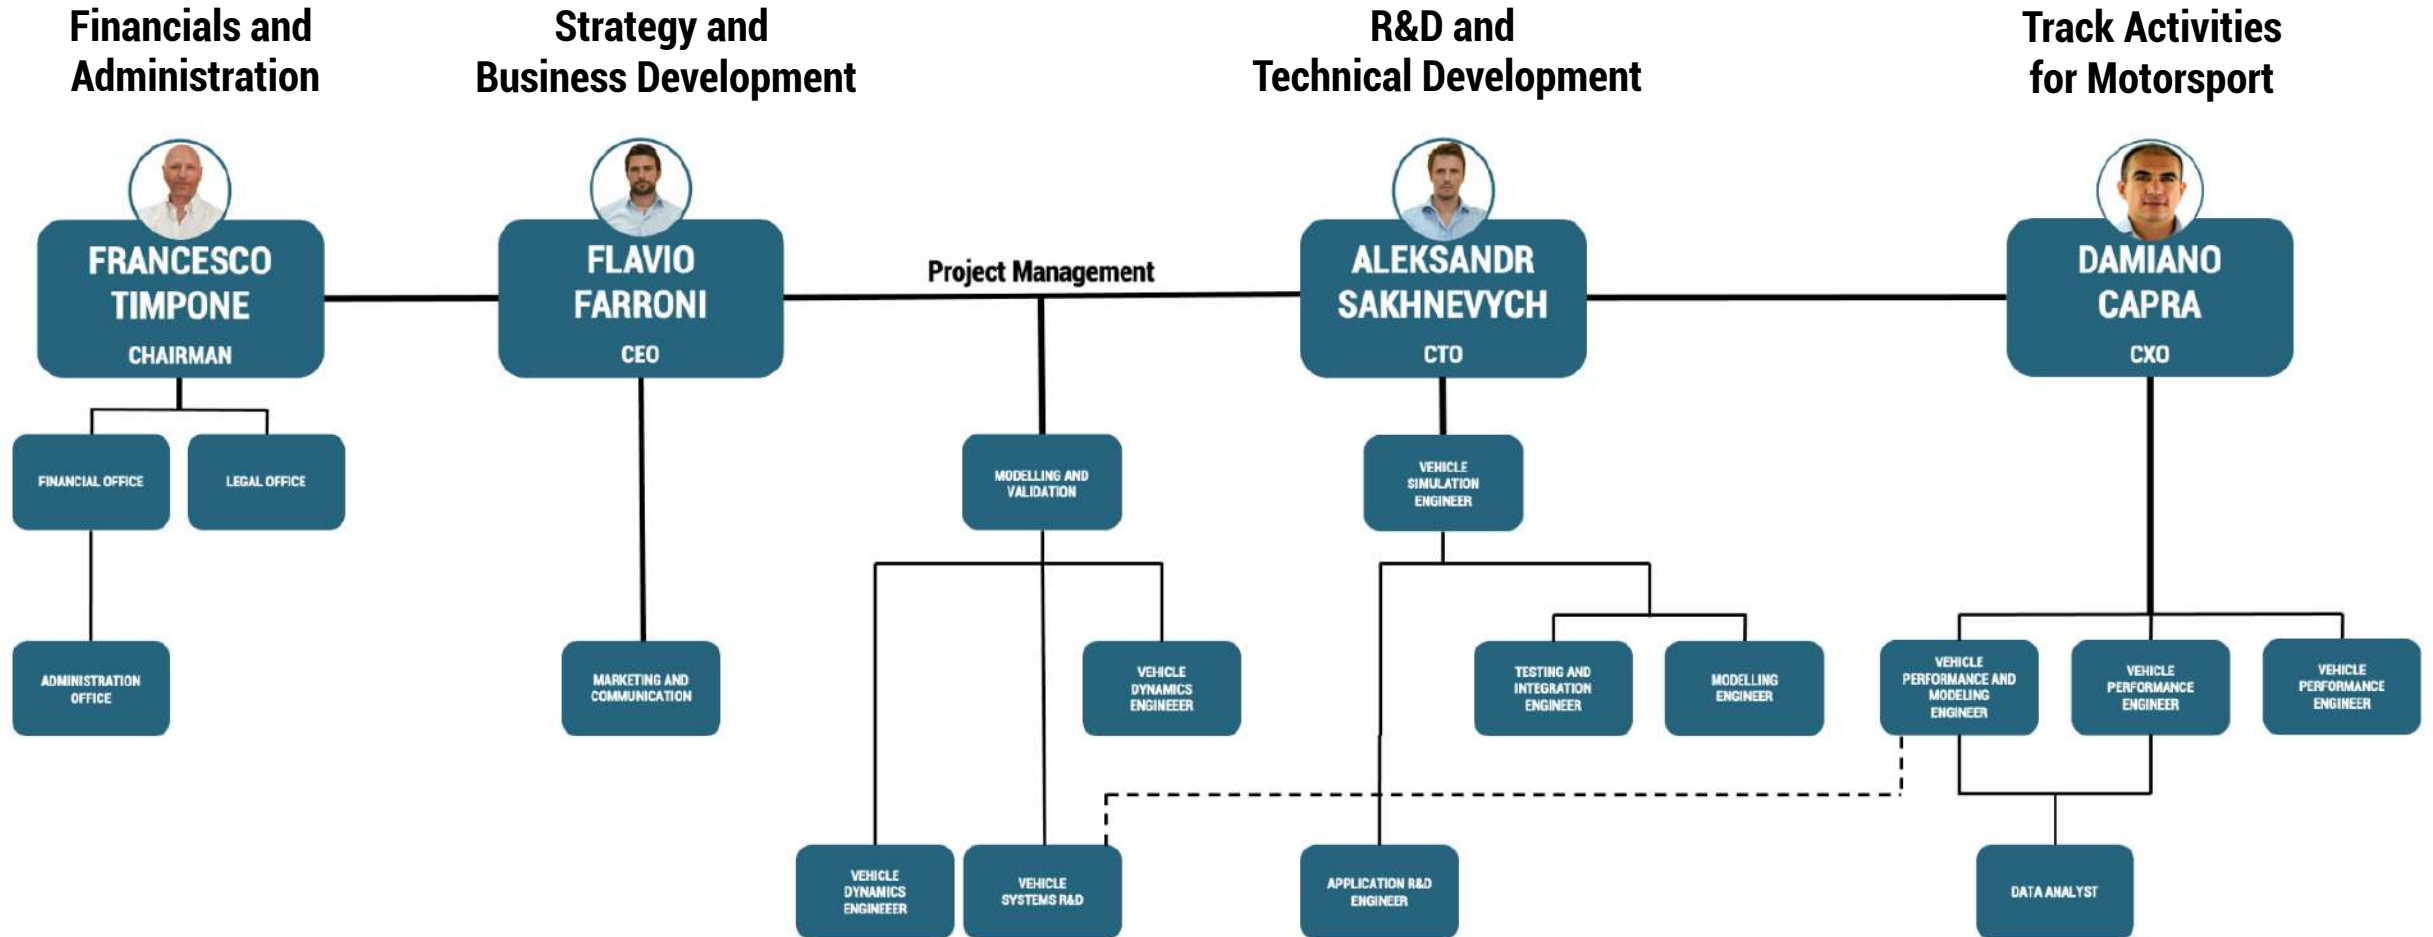 Financials and
Administration
Strategy and
Business Development
R&D and
Technical Development
Track Activities
for Motorsport
FRANCESCO
TIMPONE
CHAIRMAN
FLAVIO
FARRONI
CEO
Project Management
ALEKSANDR
SAKHNEVYCH
CTO
DAMIANO
CAPRA
CXO
FINANCIAL OFFICE
LEGAL OFFICE
MODELLING AND
VALIDATION
VEHICLE
SIMULATION
ENGINEER
ADMINISTRATION
OFFICE
MARKETING AND
COMMUNICATION
VEHICLE
DYNAMICS
ENGINEEER
TESTING AND
INTEGRATION
ENGINEER
MODELLING
ENGINEER
VEHICLE
PERFORMANCE AND
MODELING
ENGINEER
VEHICLE
PERFORMANCE
ENGINEER
VEHICLE
PERFORMANCE
ENGINEER
VEHICLE
DYNAMICS
ENGINEEER
VEHICLE
SYSTEMS R&D
APPLICATION R&D
ENGINEER
DATA ANALYST